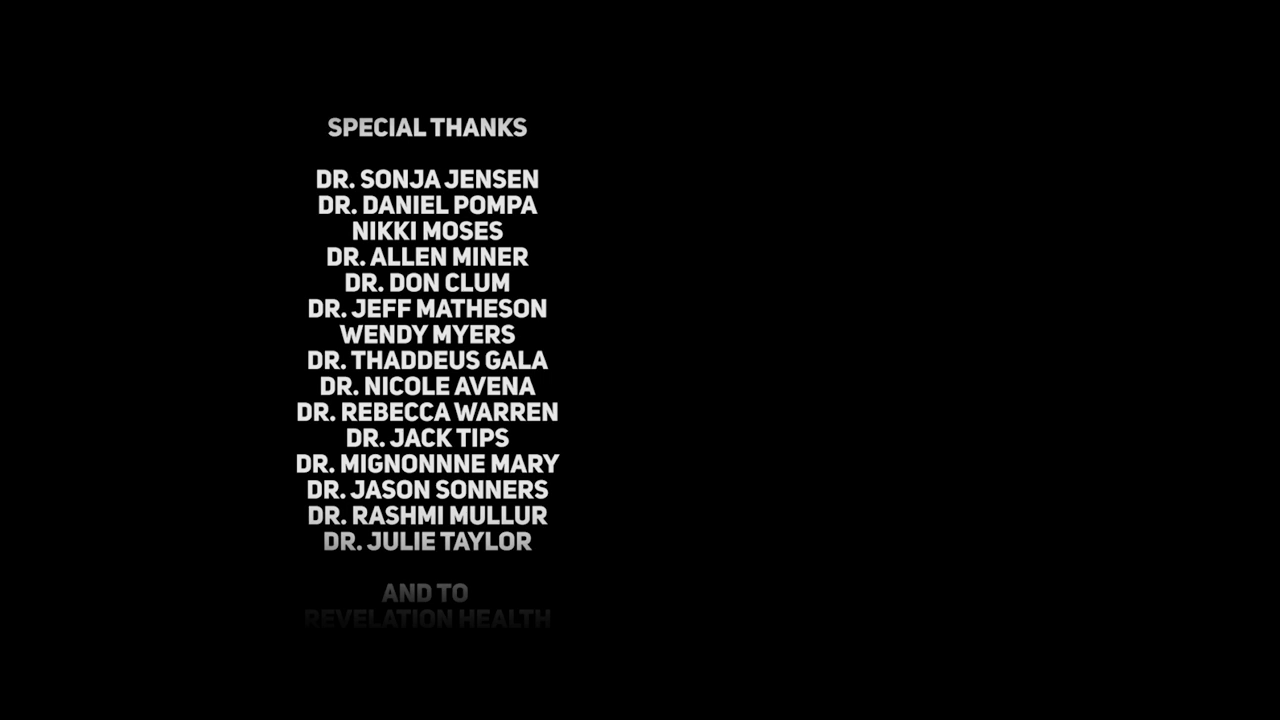 SPECIAL THANKS
DR. SONJA JENSEN
DR. DANIEL POMPA
NIKKI MOSES
DR. ALLEN MINER
DR. DON CLUM
DR. JEFF MATHESON
WENDY MYERS
DR. THADDEUS GALA
DR. NICOLE AVENA
DR. REBECCA WARREN
DR. JACK TIPS
DR. MIGNONNNE MARY
DR. JASON SONNERS
DR. RASHMI MULLUR
DR. JULIE TAYLOR
AND TO
REVELATION HEALTH